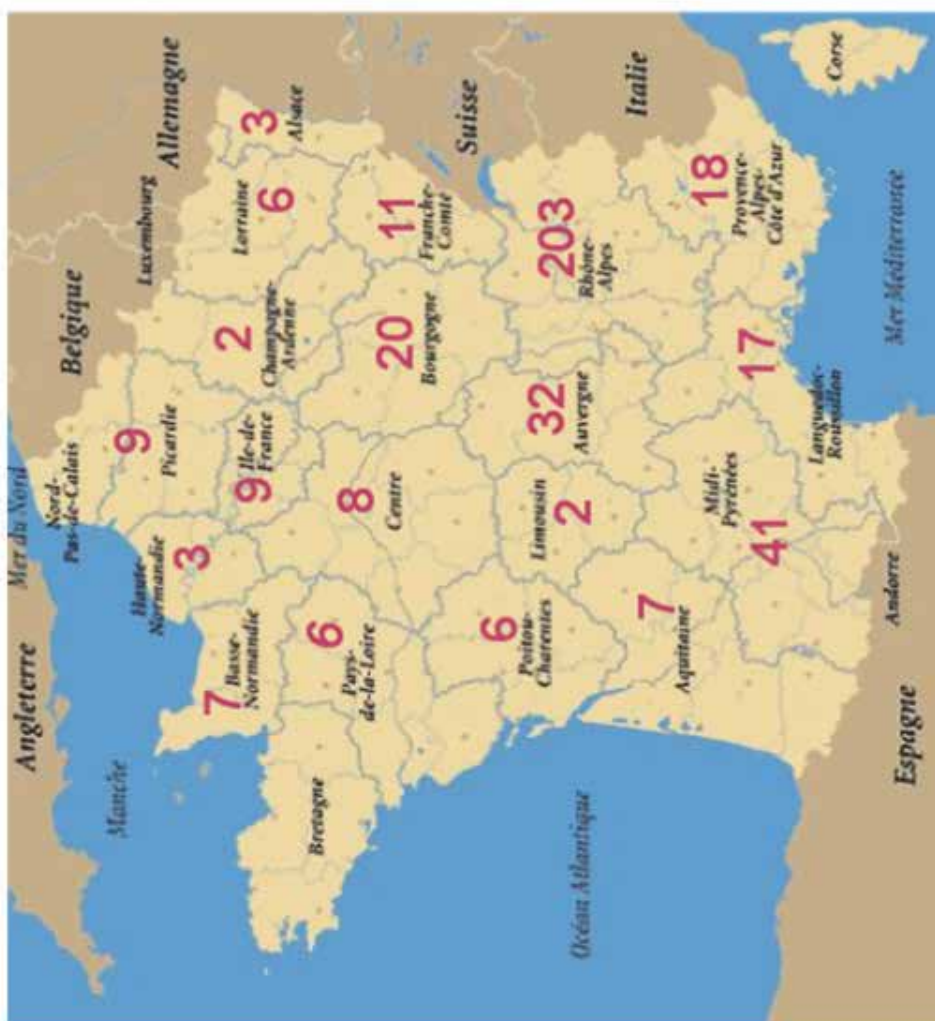 Angleterre
Mer du Nord
Manche
Belgique
Luxembourg
Allemagne
Nord-
Pas-de-Calais
9
Picardie
Haute-
Normandie
3
7
Basse-
Normandie
9
Ile-de-
France
2
Champagne-
Ardenne
Lorraine
6
3
Alsace
Bretagne
6
Pays-
de-la-Loire
8
Centre
20
Bourgogne
11
Franche-
Comté
Suisse
6
Poitou-
Charentes
Limousin
2
32
Auvergne
203
Rhône-
Alpes
Italie
Océan Atlantique
7
Aquitaine
Midi-
Pyrénées
41
17
Languedoc-
Roussillon
18
Provence-
Alpes-
Côte d'Azur
Corse
Espagne
Andorre
Mer Méditerranée